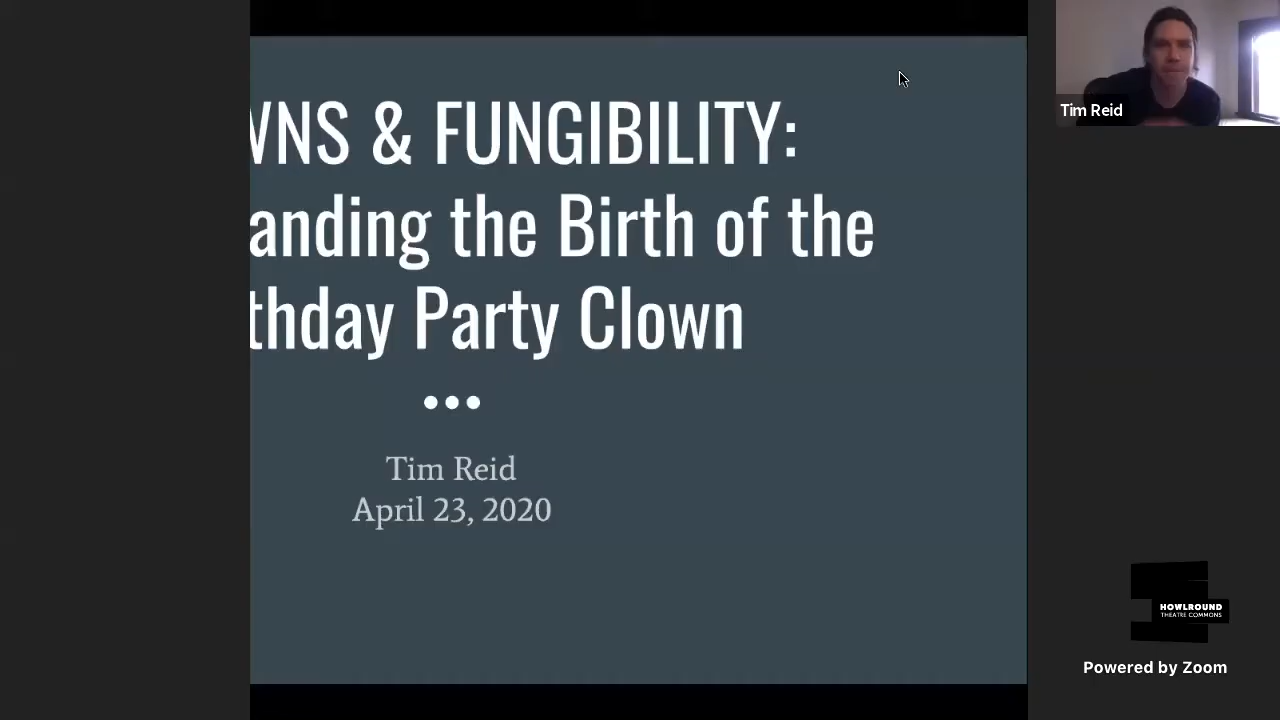 WNS & FUNGIBILITY:
anding the Birth of the
thday Party Clown
Tim Reid
April 23, 2020
Tim Reid
HOWLROUND
THEATRE COMMONS
Powered by Zoom